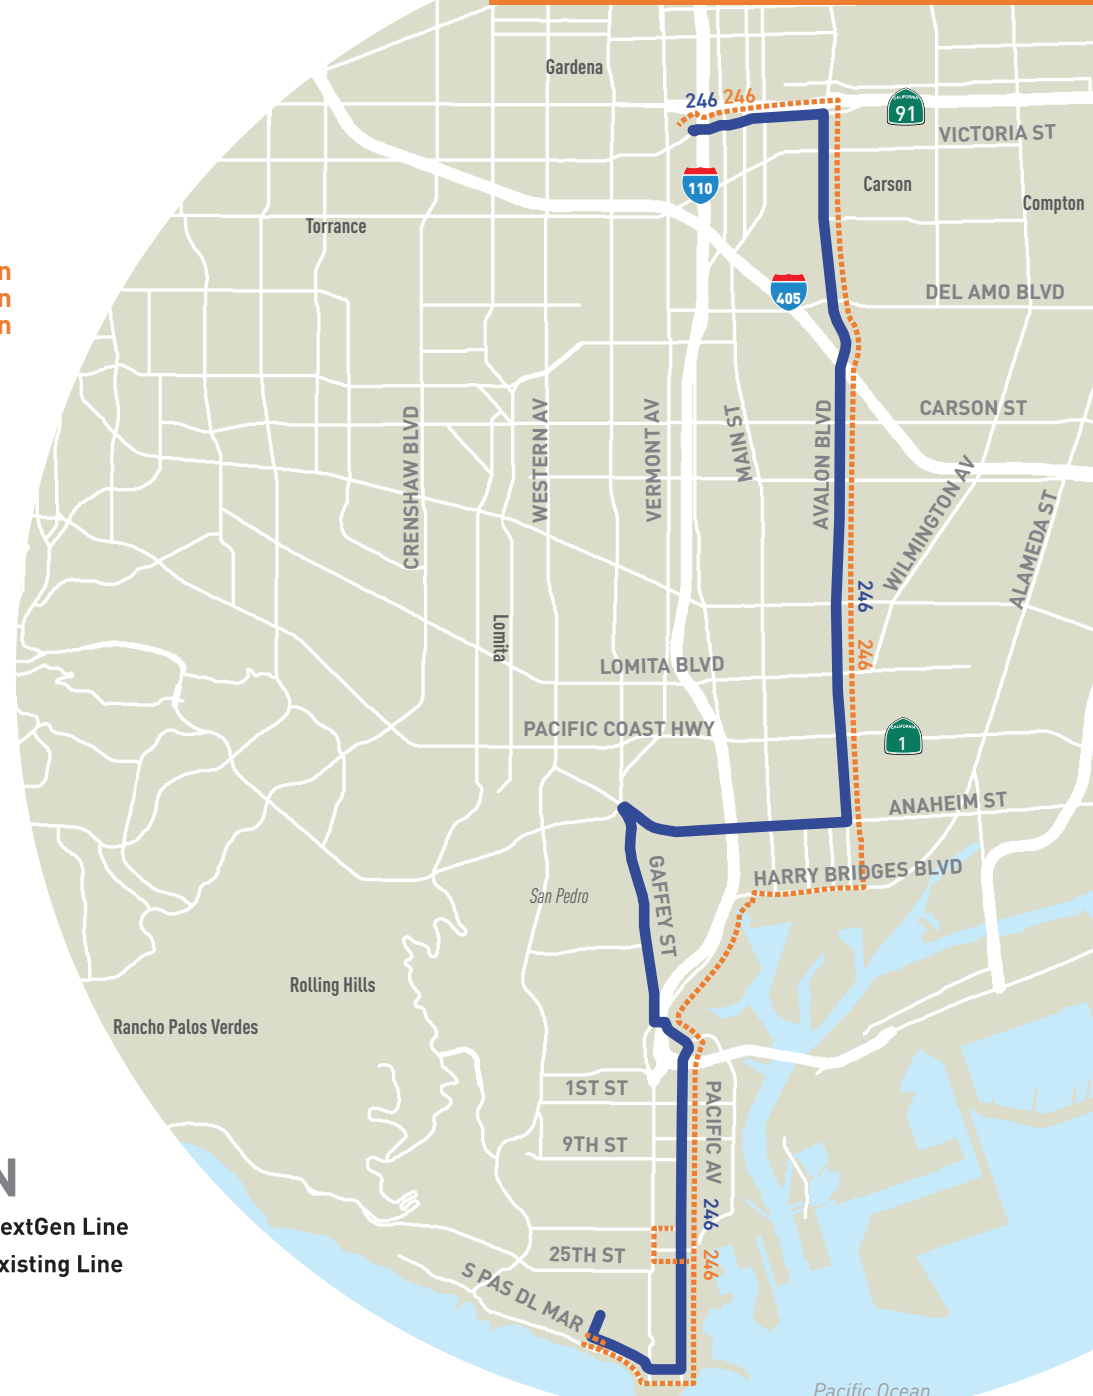 Gardena
246 246
CALIFORNIA
91
VICTORIA ST
110
Carson
Compton
Torrance
n
n
n
405
DEL AMO BLVD
CARSON ST
CRENSHAW BLVD
WESTERN AV
VERMONT AV
MAIN ST
AVALON BLVD
WILMINGTON AV
ALAMEDA ST
246
246
Lomita
LOMITA BLVD
PACIFIC COAST HWY
CALIFORNIA
1
ANAHEIM ST
HARRY BRIDGES BLVD
GAFFEY ST
San Pedro
Rolling Hills
Rancho Palos Verdes
1ST ST
PACIFIC AV
9TH ST
N
246
extGen Line
25TH ST
246
xisting Line
S PAS DL MAR
Pacific Ocean